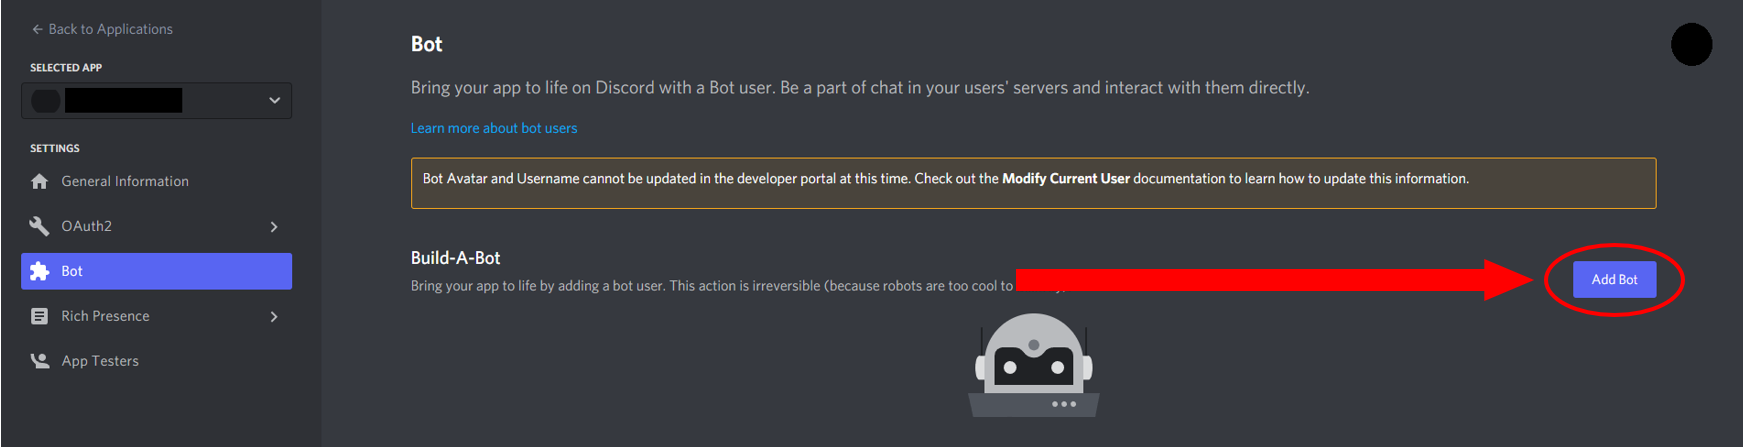 Back to Applications
SELECTED APP
SETTINGS
General Information
OAuth2
Bot
Rich Presence
App Testers
Bot
Bring your app to life on Discord with a Bot user. Be a part of chat in your users' servers and interact with them directly.
Learn more about bot users
Bot Avatar and Username cannot be updated in the developer portal at this time. Check out the Modify Current User documentation to learn how to update this information.
Build-A-Bot
Bring your app to life by adding a bot user. This action is irreversible (because robots are too cool to
Add Bot